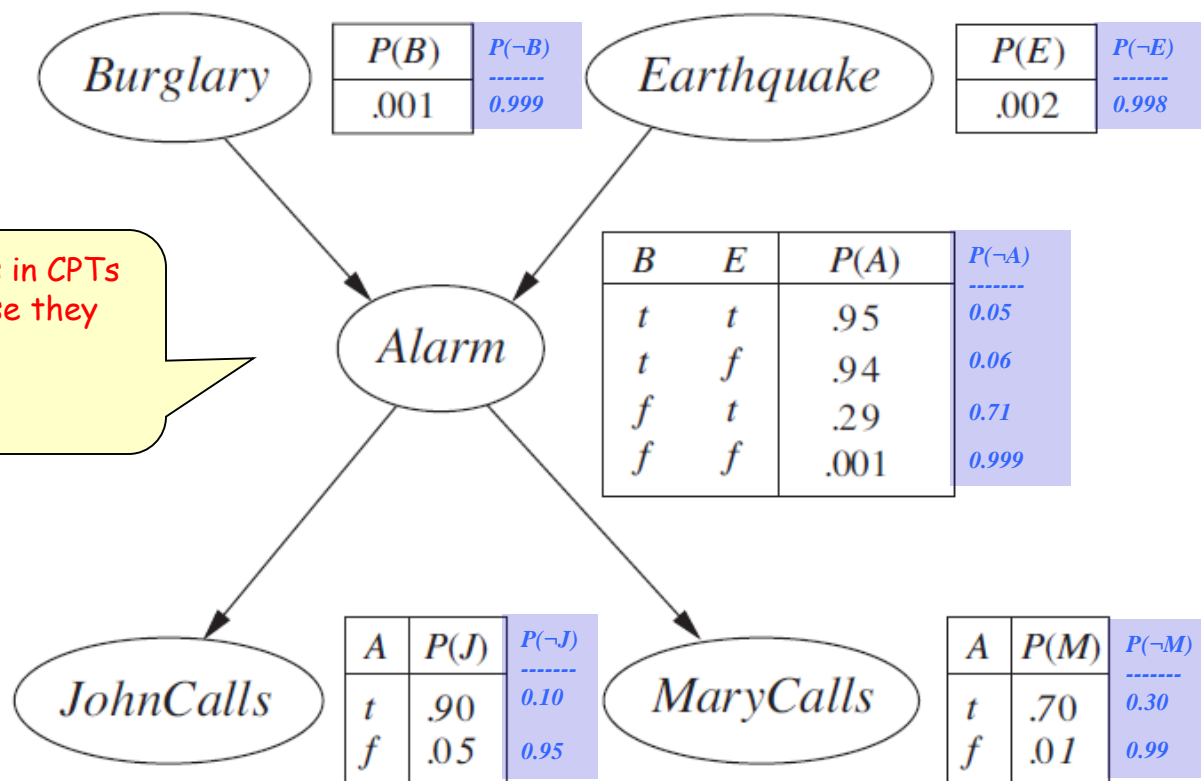 Burglary
P(B) P(¬B)
-------
.001 0.999
Earthquake
P(E) P(¬E)
-------
.002 0.998
in CPTs
they
Alarm
B E P(A) P(¬A)
-------
t t .95 0.05
t f .94 0.06
f t .29 0.71
f f .001 0.999
JohnCalls
A P(J) P(¬J)
-------
t .90 0.10
f .05 0.95
MaryCalls
A P(M) P(¬M)
-------
t .70 0.30
f .01 0.99